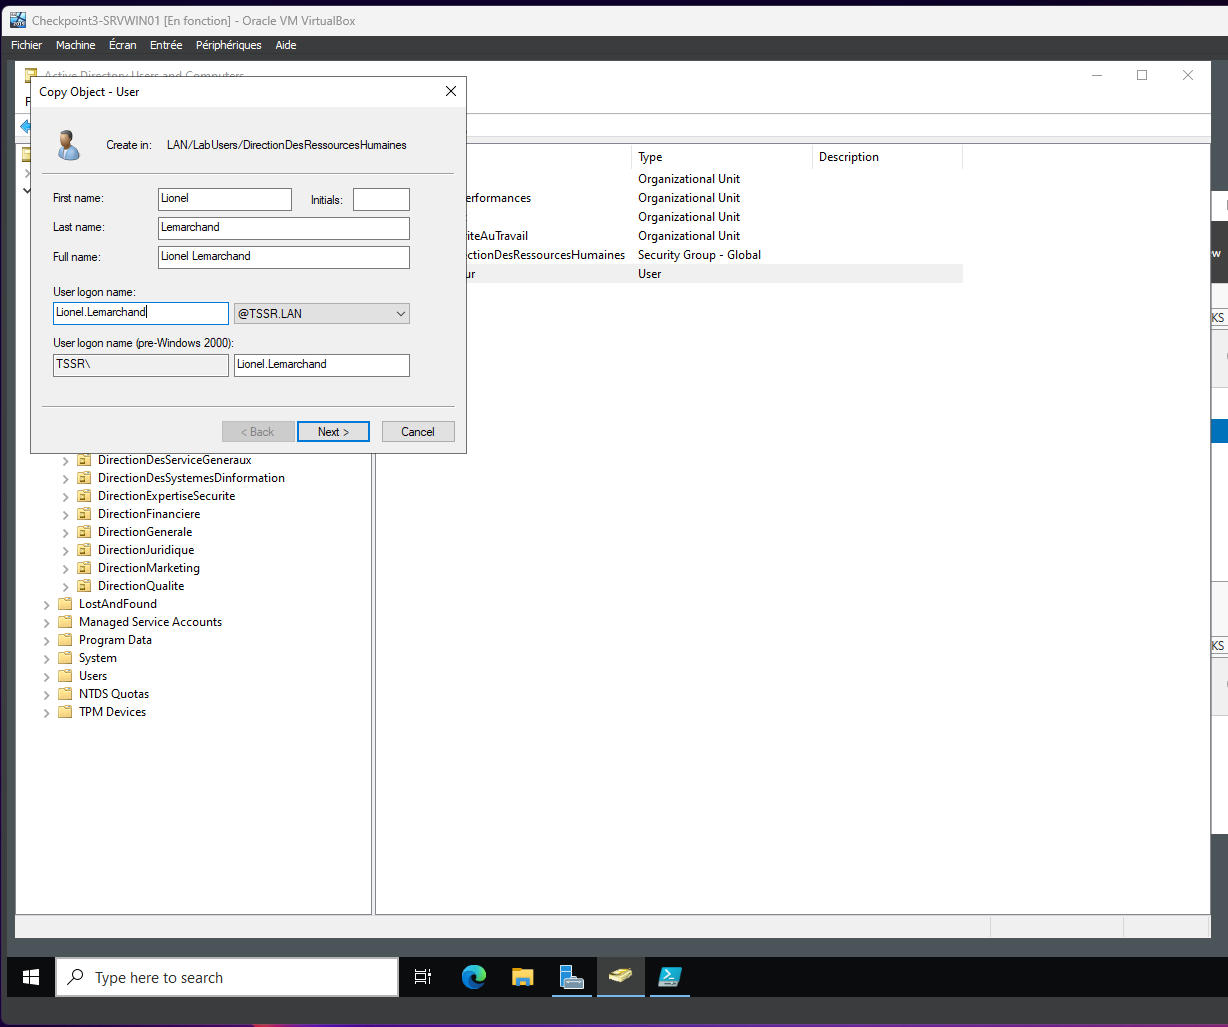 Checkpoint3-SRVWIN01 [En fonction] - Oracle VM VirtualBox
Fichier Machine Écran Entrée Périphériques Aide
Active Directory Users and Computers
Copy Object - User
Create in: LAN/LabUsers/DirectionDesRessourcesHumaines
First name: Lionel Initials:
Last name: Lemarchand
Full name: Lionel Lemarchand
User logon name:
Lionel.Lemarchand @TSSR.LAN
User logon name (pre-Windows 2000):
TSSR\ Lionel.Lemarchand
< Back Next > Cancel
Type Description
Organizational Unit
erformances Organizational Unit
Organizational Unit
iteAuTravail Organizational Unit
ectionDesRessourcesHumaines Security Group - Global
ur User
DirectionDesServiceGeneraux
DirectionDesSystemesDinformation
DirectionExpertiseSecurite
DirectionFinanciere
DirectionGenerale
DirectionJuridique
DirectionMarketing
DirectionQualite
LostAndFound
Managed Service Accounts
Program Data
System
Users
NTDS Quotas
TPM Devices
w
KS
KS
Type here to search